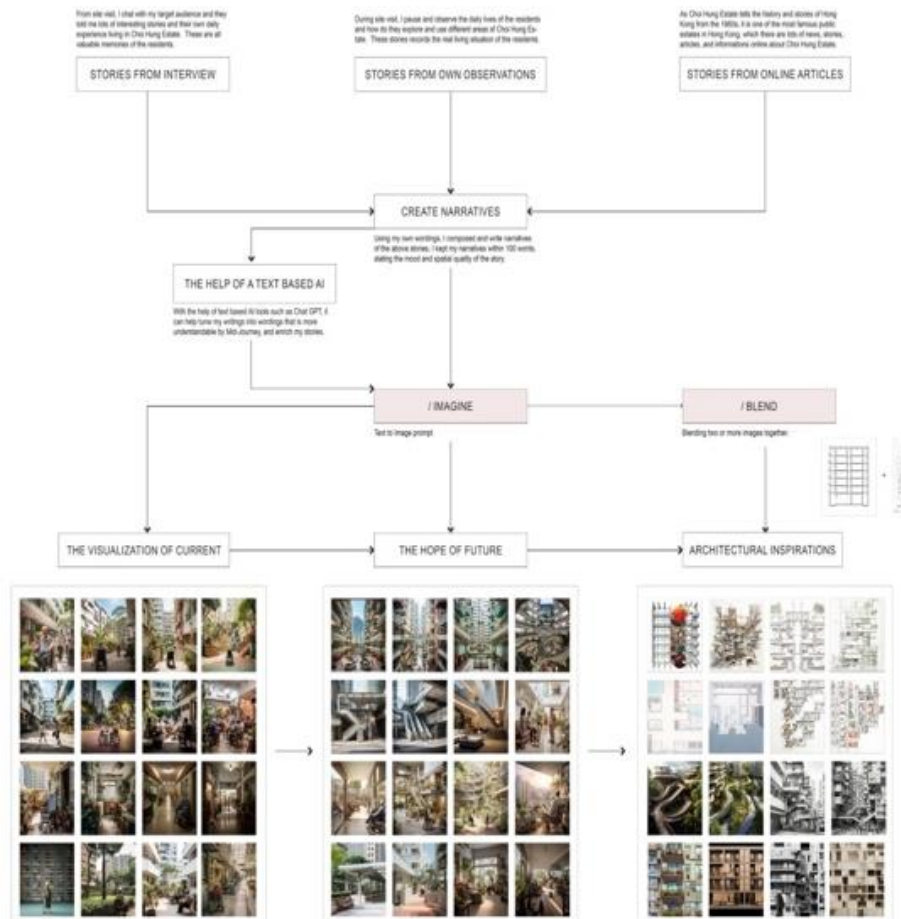 From site visit, I chat with my target audience and they
told me lots of interesting stories and their own daily
experience living in Choi Hung Estate. These are all
valuable memories of the residents.
STORIES FROM INTERVIEW
During site visit, I pause and observe the daily lives of the residents
and how do they explore and use different areas of Choi Hung Es-
tate. These stories records the real living situation of the residents.
STORIES FROM OWN OBSERVATIONS
As Choi Hung Estate tells the history and stories of Hong
Kong from the 1960s, it is one of the most famous public
estates in Hong Kong, which there are lots of news, stories,
articles, and informations online about Choi Hung Estate.
STORIES FROM ONLINE ARTICLES
CREATE NARRATIVES
Using my own wordings, I composed and write narratives
of the above stories. I kept my narratives within 100 words,
stating the mood and spatial quality of the story.
THE HELP OF A TEXT BASED AI
With the help of text based AI tools such as Chat GPT, it
can help tune my writings into wordings that is more
understandable by Mid-Journey, and enrich my stories.
/ IMAGINE
Text to image prompt
/ BLEND
Blending two or more images together.
+
THE VISUALIZATION OF CURRENT
THE HOPE OF FUTURE
ARCHITECTURAL INSPIRATIONS